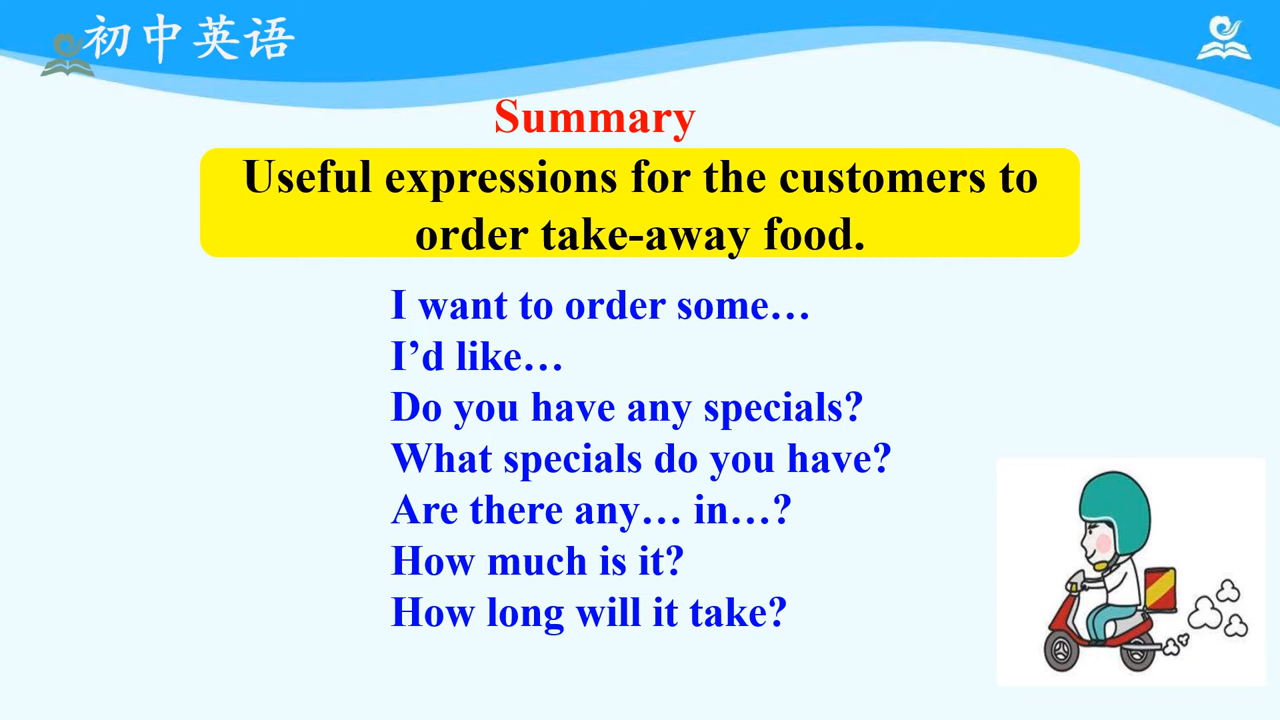 初中英语
Summary
Useful expressions for the customers to
order take-away food.
I want to order some…
I’d like…
Do you have any specials?
What specials do you have?
Are there any… in…?
How much is it?
How long will it take?